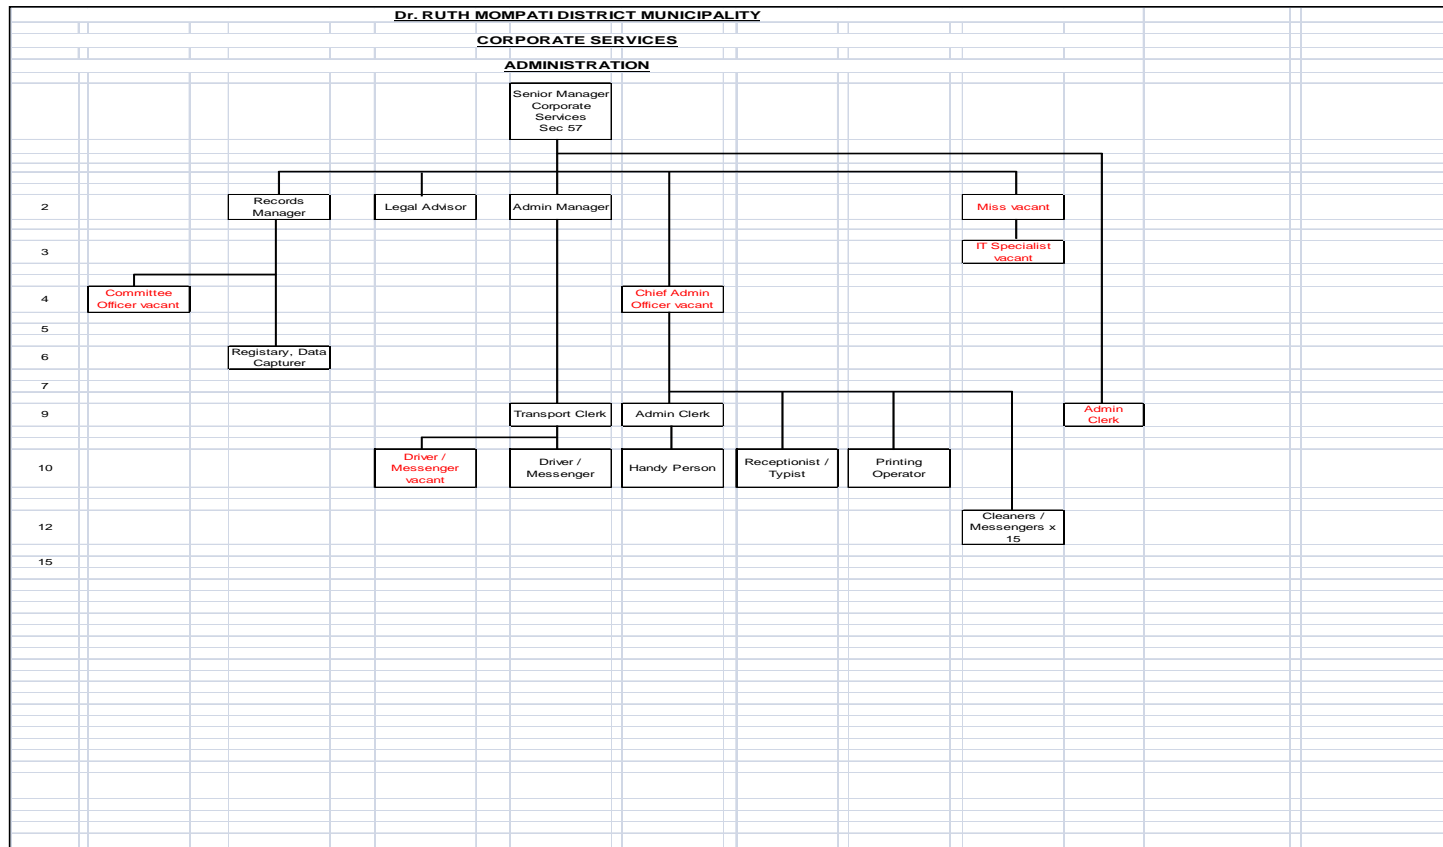 Dr. RUTH MOMPATI DISTRICT MUNICIPALITY
CORPORATE SERVICES
ADMINISTRATION
Senior Manager
Corporate
Services
Sec 57
2
Records
Manager
Legal Advisor
Admin Manager
Miss vacant
3
IT Specialist
vacant
4
Committee
Officer vacant
Chief Admin
Officer vacant
5
6
Registary, Data
Capturer
7
9
Transport Clerk
Admin Clerk
Admin
Clerk
10
Driver /
Messenger
vacant
Driver /
Messenger
Handy Person
Receptionist /
Typist
Printing
Operator
12
Cleaners /
Messengers x
15
15